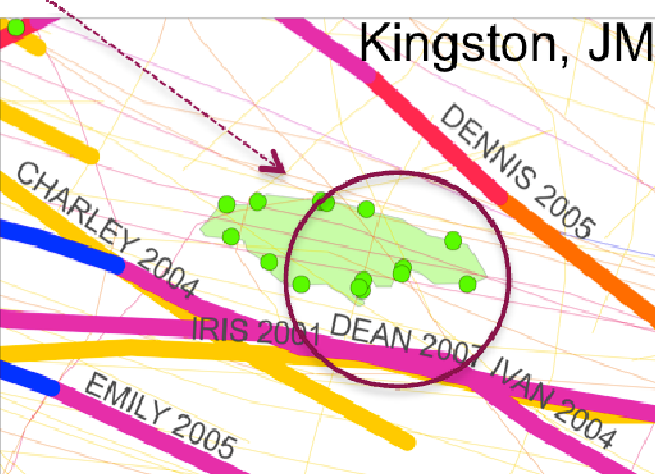 Kingston, JM
DENNIS 2005
CHARLEY 2004
IRIS 2001
DEAN 2007
IVAN 2004
EMILY 2005